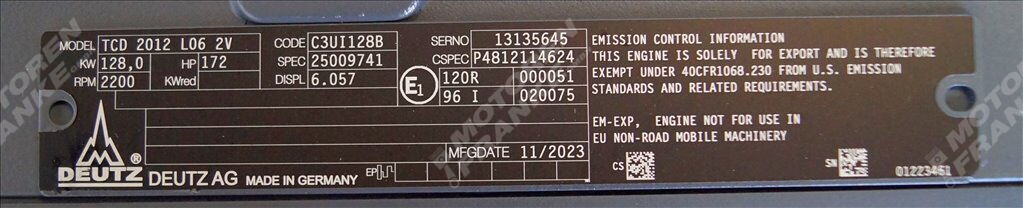 MODEL TCD 2012 L06 2V CODE C3UI128B SERNO 13135645
KW 128,0 HP 172 SPEC 25009741 CSPEC P4812114624
RPM 2200 KWred DISPL 6.057 E1 120R 000051
96 I 020075
EMISSION CONTROL INFORMATION
THIS ENGINE IS SOLELY FOR EXPORT AND IS THEREFORE
EXEMPT UNDER 40CFR1068.230 FROM U.S. EMISSION
STANDARDS AND RELATED REQUIREMENTS.
EM-EXP, ENGINE NOT FOR USE IN
EU NON-ROAD MOBILE MACHINERY
MFGDATE 11/2023
DEUTZ ® DEUTZ AG MADE IN GERMANY EP
CS SN 01223461
MOTOREN
FRANKE